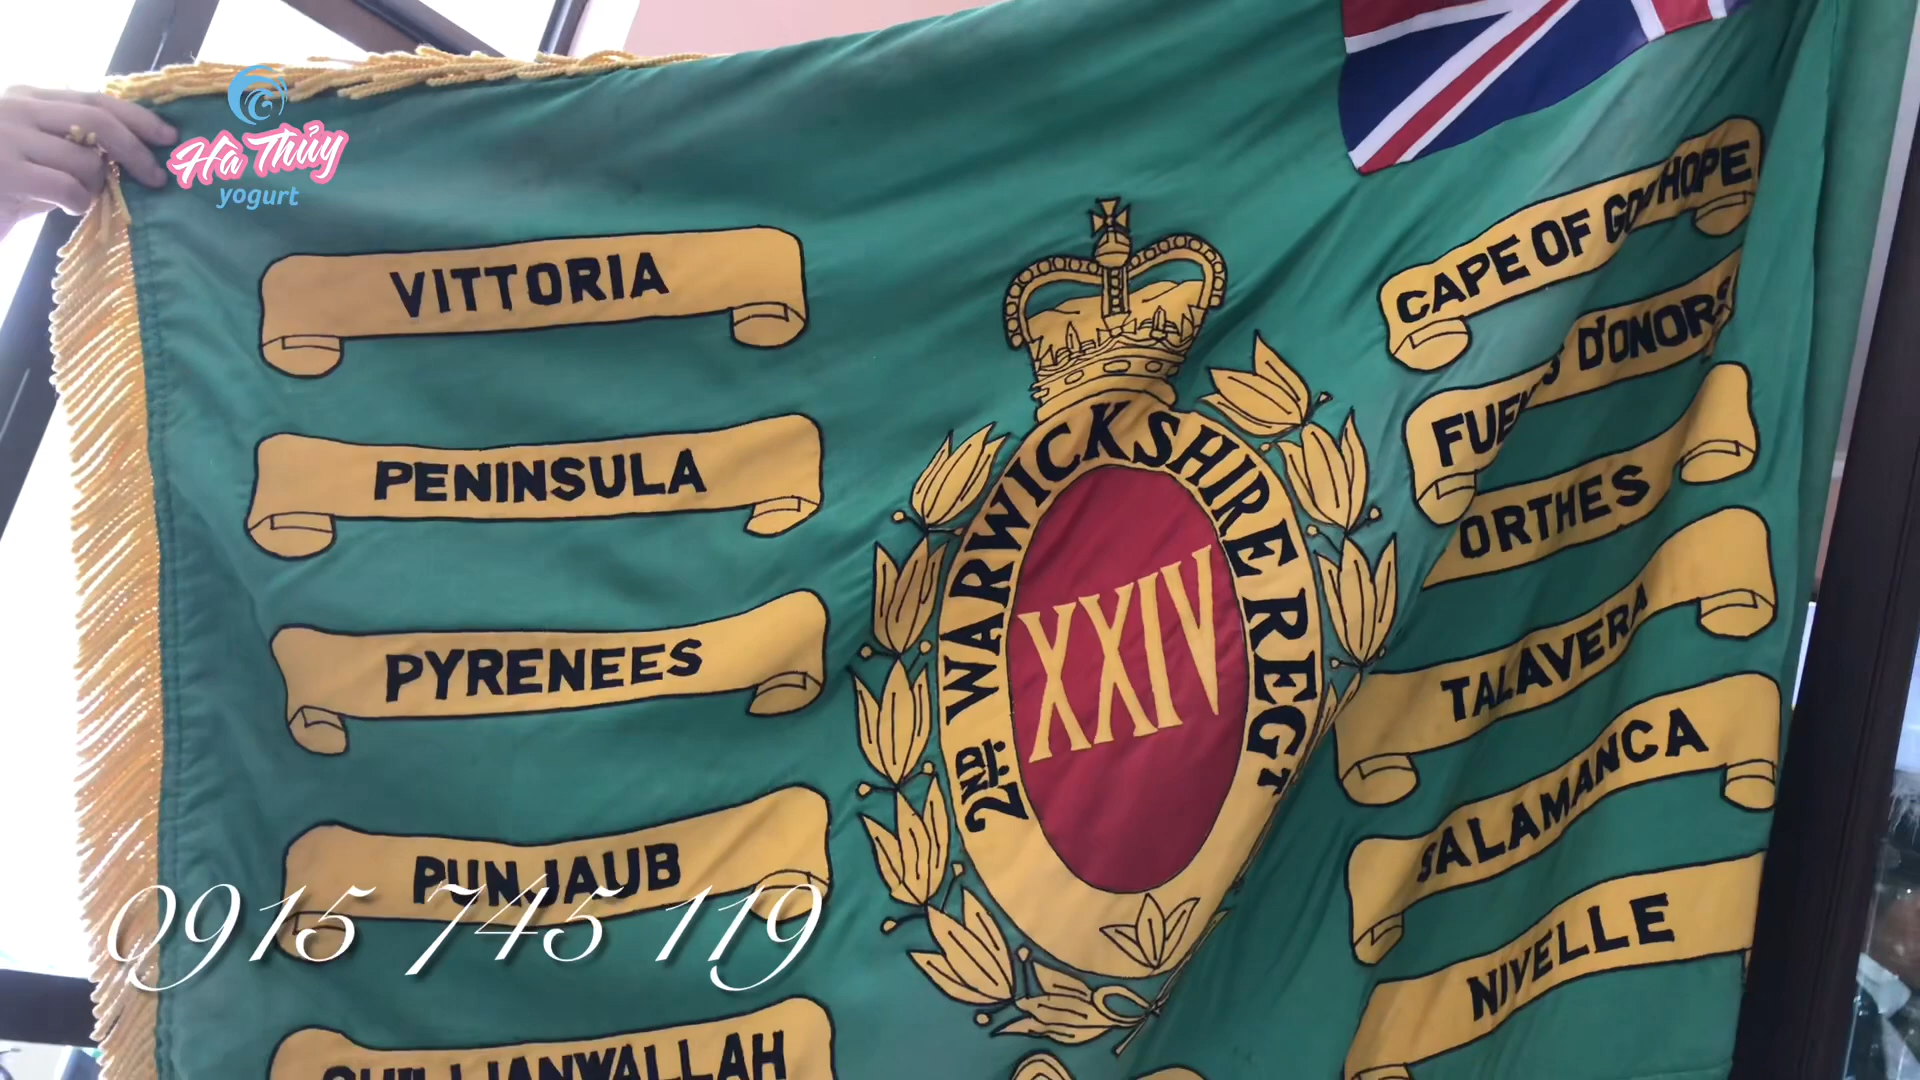 Hà Thủy
yogurt
VITTORIA
PENINSULA
PYRENEES
PUNJAUB
2ND WARWICKSHIRE REGT
XXIV
CAPE OF GOOD HOPE
D'ONOR
ORTHES
TALAVERA
SALAMANCA
NIVELLE
0915 745 119